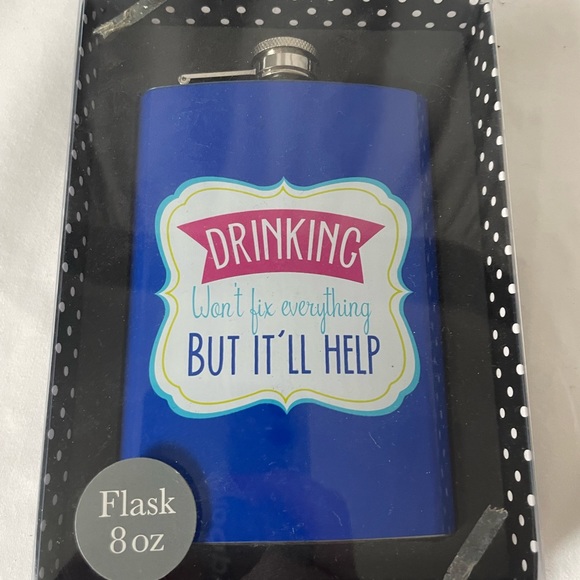 DRINKING
Won't fix everything
BUT IT'LL HELP
Flask
8 oz